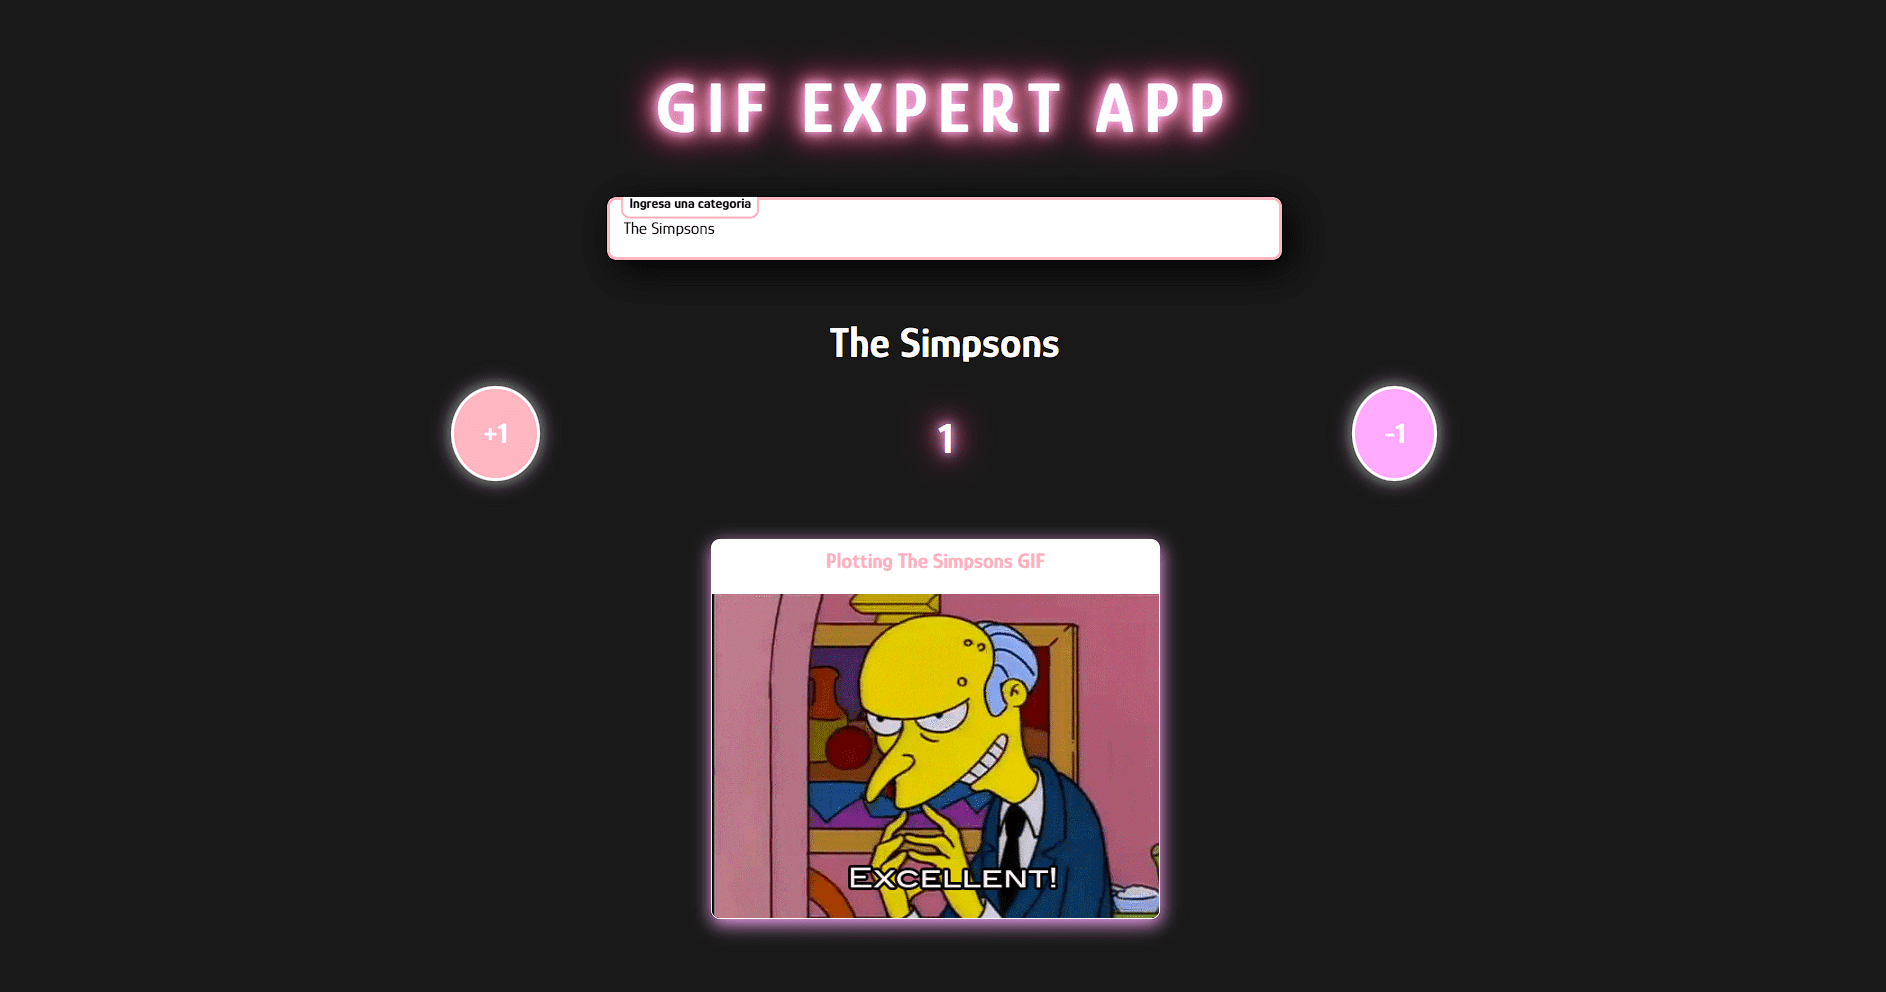 GIF EXPERT APP
Ingresa una categoria
The Simpsons
The Simpsons
+1
1
-1
Plotting The Simpsons GIF
EXCELLENT!